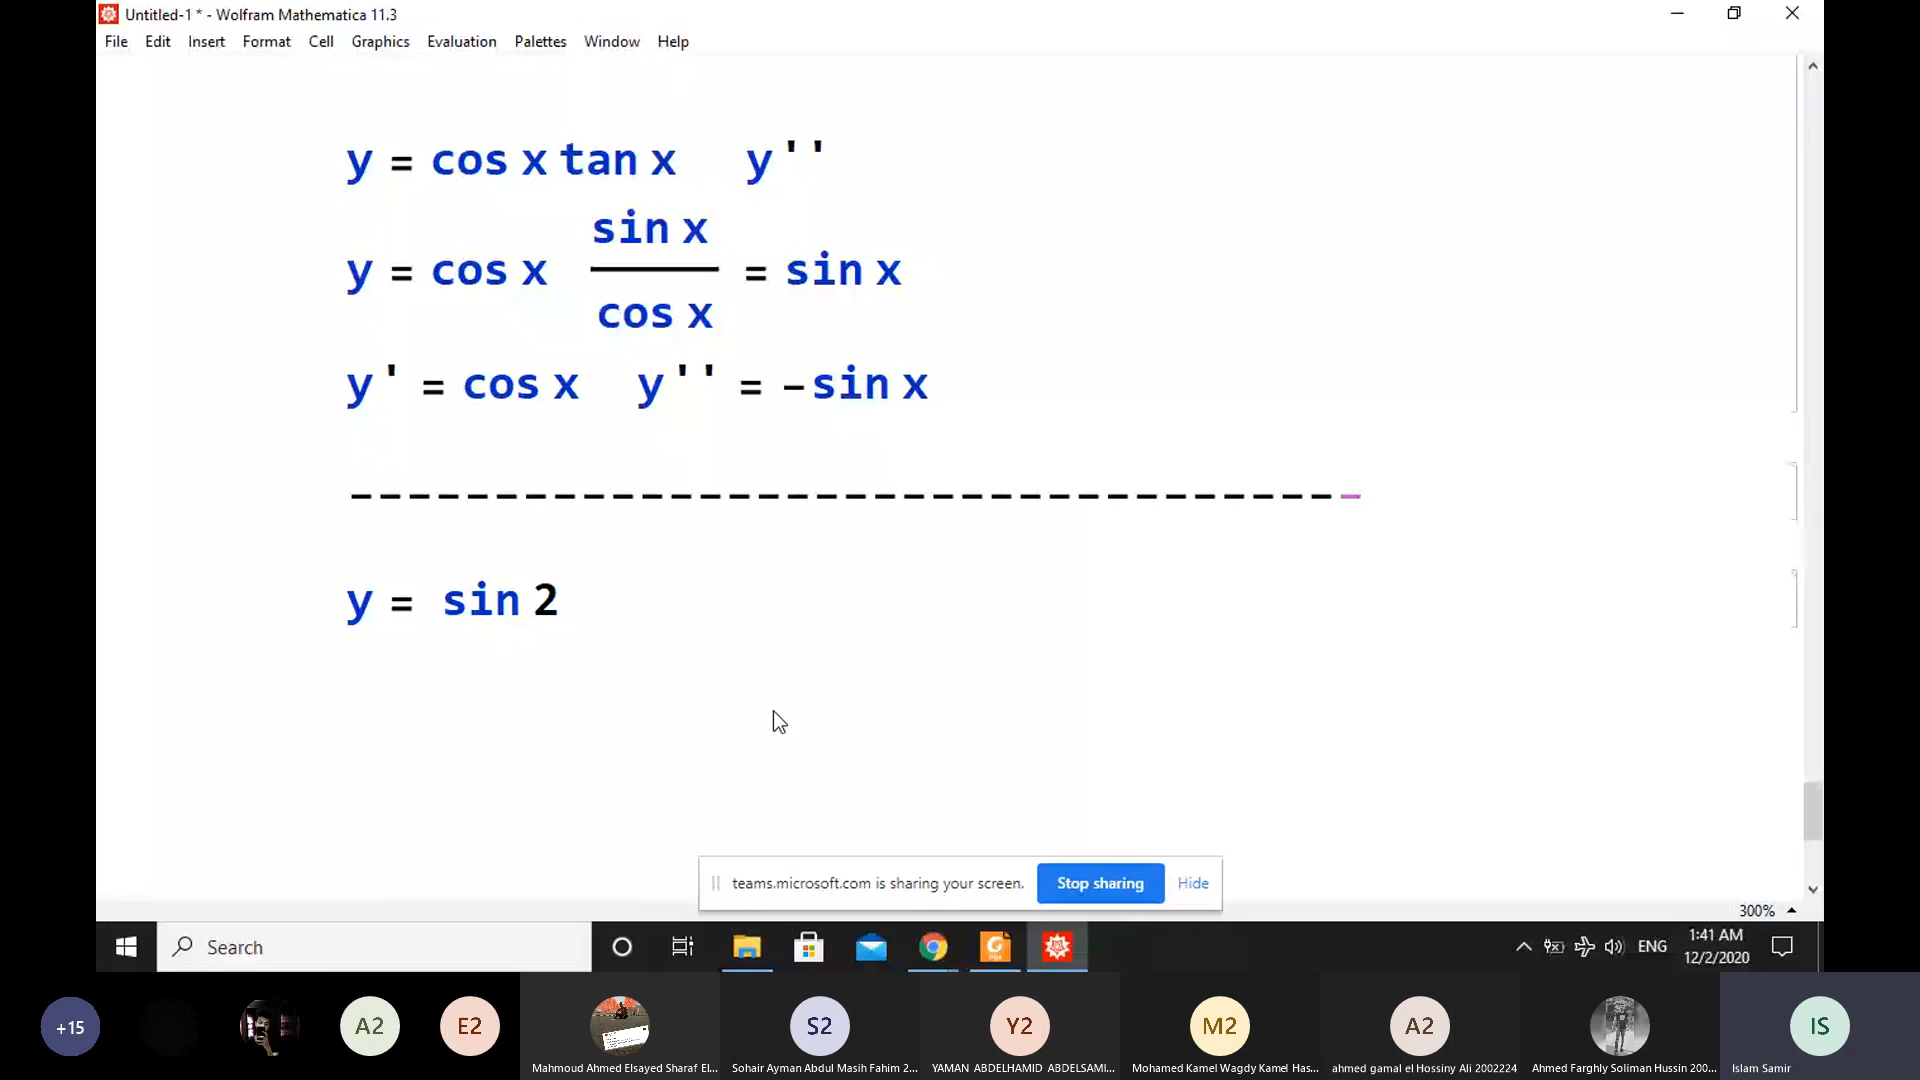 Untitled-1 * - Wolfram Mathematica 11.3
File Edit Insert Format Cell Graphics Evaluation Palettes Window Help
y = cos x tan x y''
y = cos x sin x / cos x = sin x
y' = cos x y'' = -sin x
-----------------------------------
y = sin 2
teams.microsoft.com is sharing your screen. Stop sharing Hide
300%
Search
ENG
1:41 AM
12/2/2020
+15 A2 E2 S2 Y2 M2 A2 IS
Mahmoud Ahmed Elsayed Sharaf El... Sohair Ayman Abdul Masih Fahim 2... YAMAN ABDELHAMID ABDELSAMI... Mohamed Kamel Wagdy Kamel Has... ahmed gamal el Hossiny Ali 2002224 Ahmed Farghly Soliman Hussin 200... Islam Samir